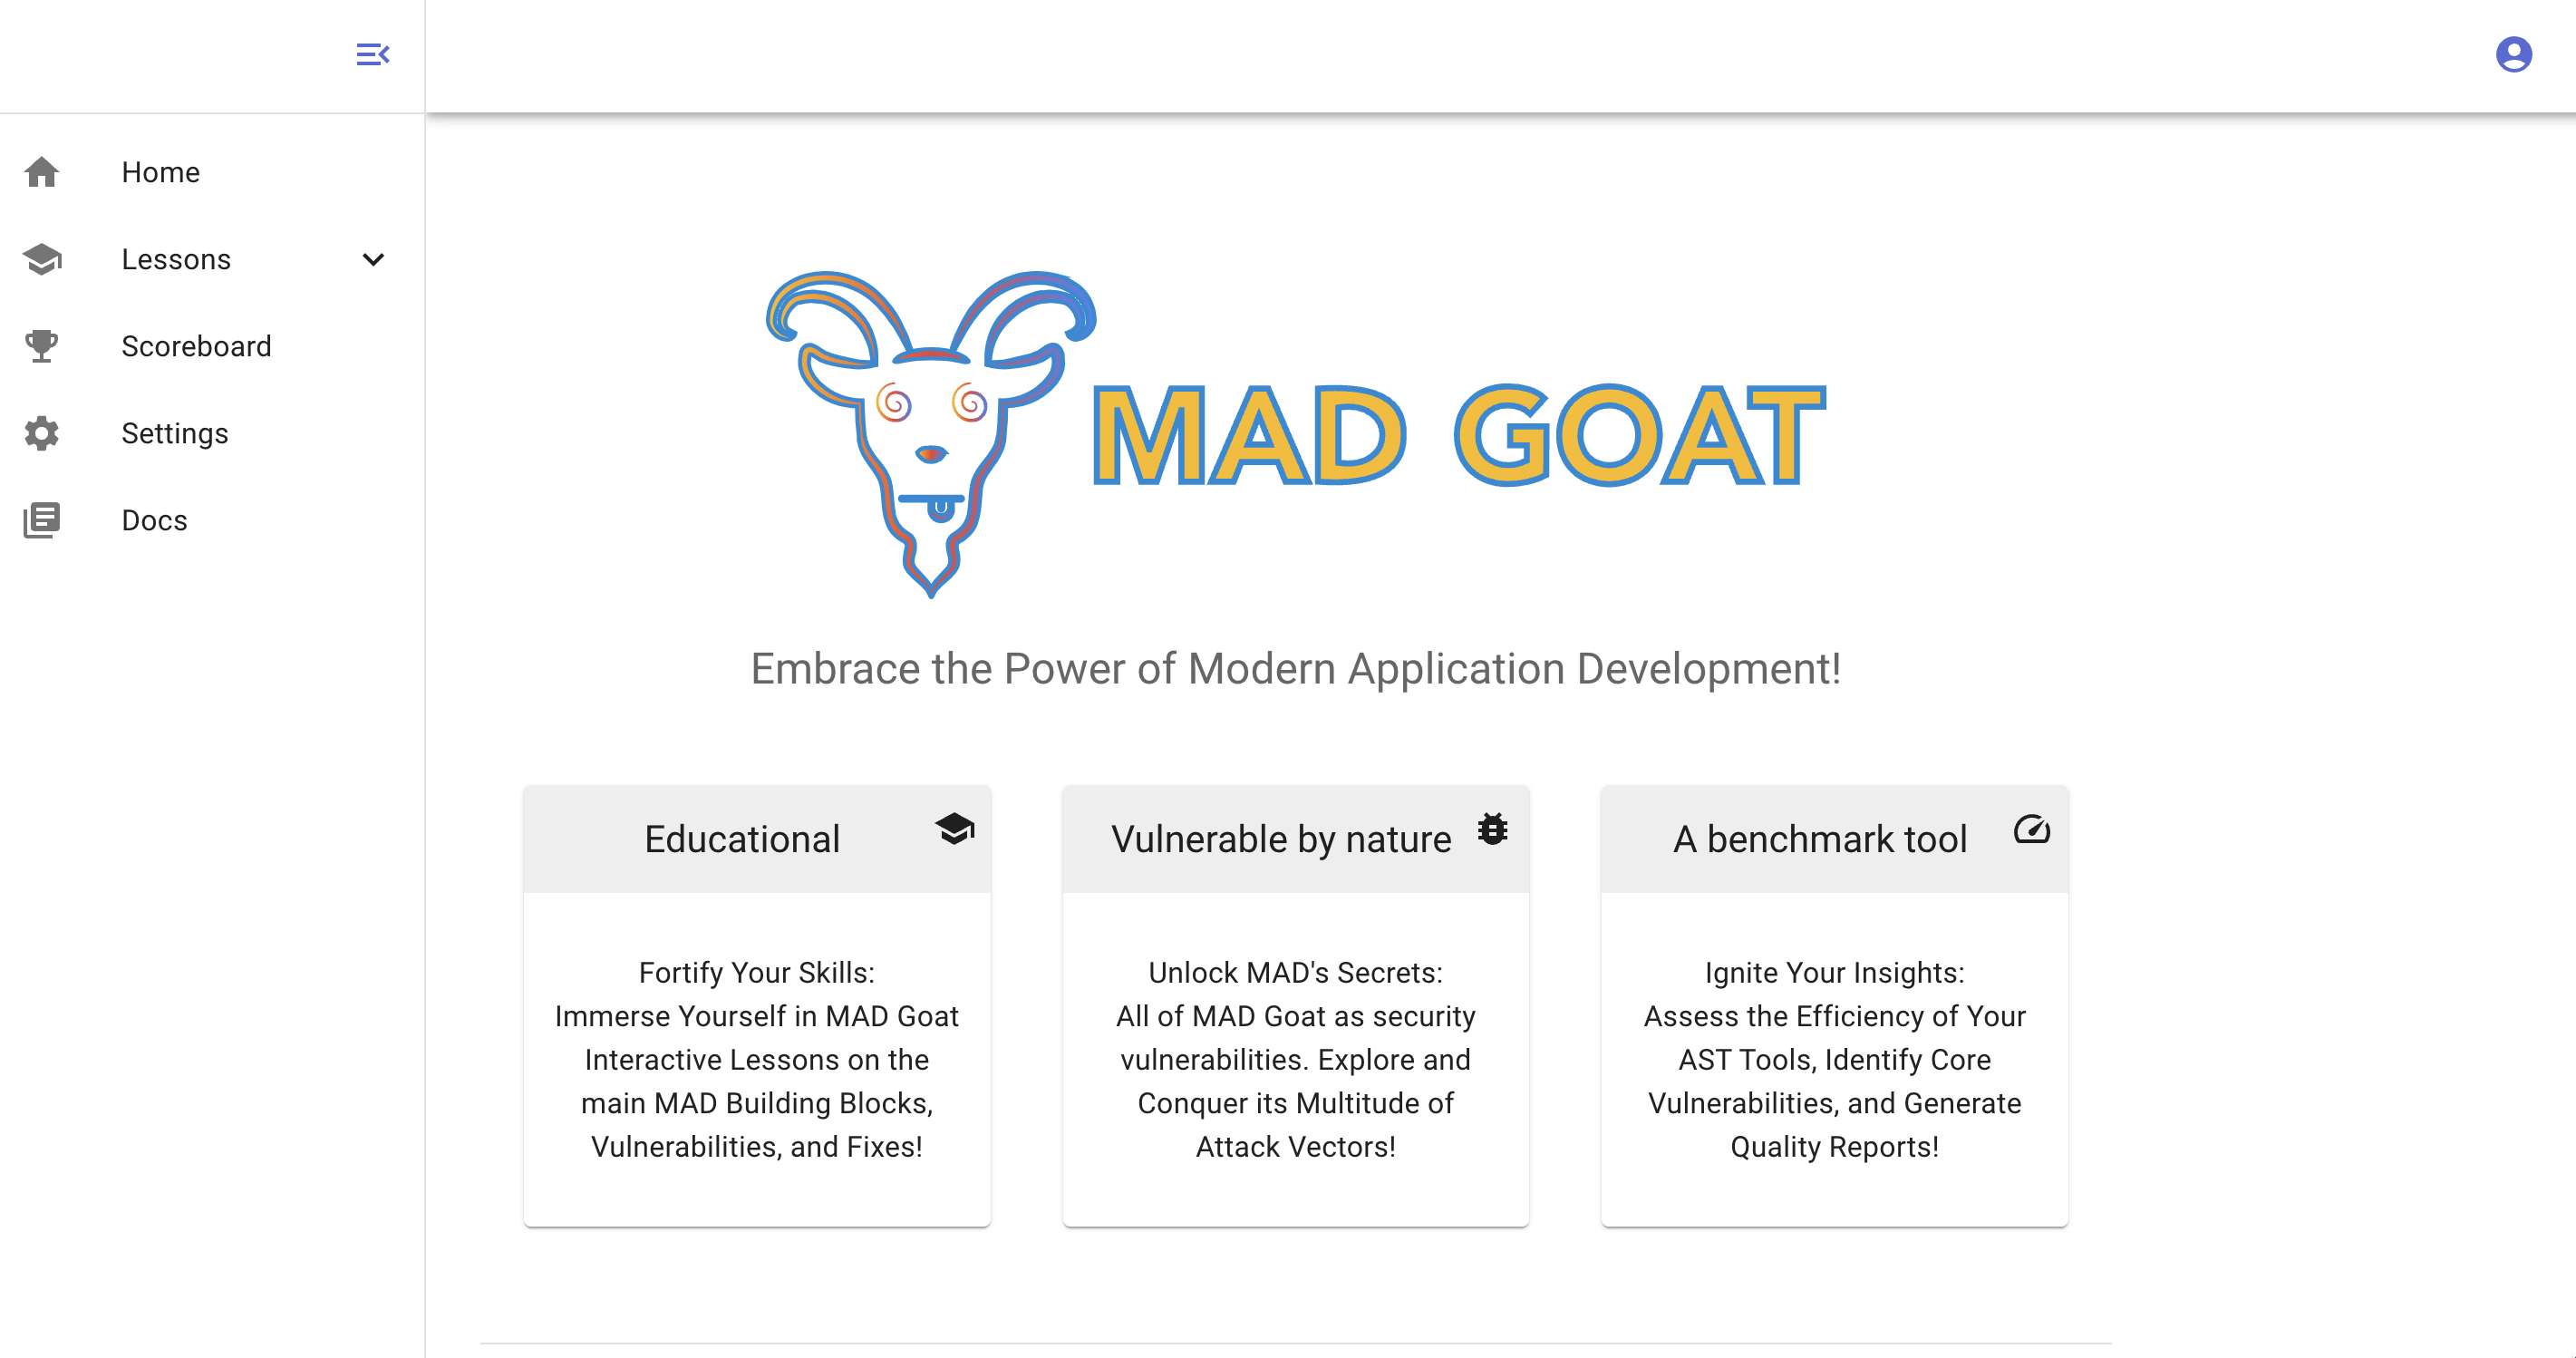 Home
Lessons
Scoreboard
Settings
Docs
MAD GOAT
Embrace the Power of Modern Application Development!
Educational
Fortify Your Skills:
Immerse Yourself in MAD Goat
Interactive Lessons on the
main MAD Building Blocks,
Vulnerabilities, and Fixes!
Vulnerable by nature
Unlock MAD's Secrets:
All of MAD Goat as security
vulnerabilities. Explore and
Conquer its Multitude of
Attack Vectors!
A benchmark tool
Ignite Your Insights:
Assess the Efficiency of Your
AST Tools, Identify Core
Vulnerabilities, and Generate
Quality Reports!